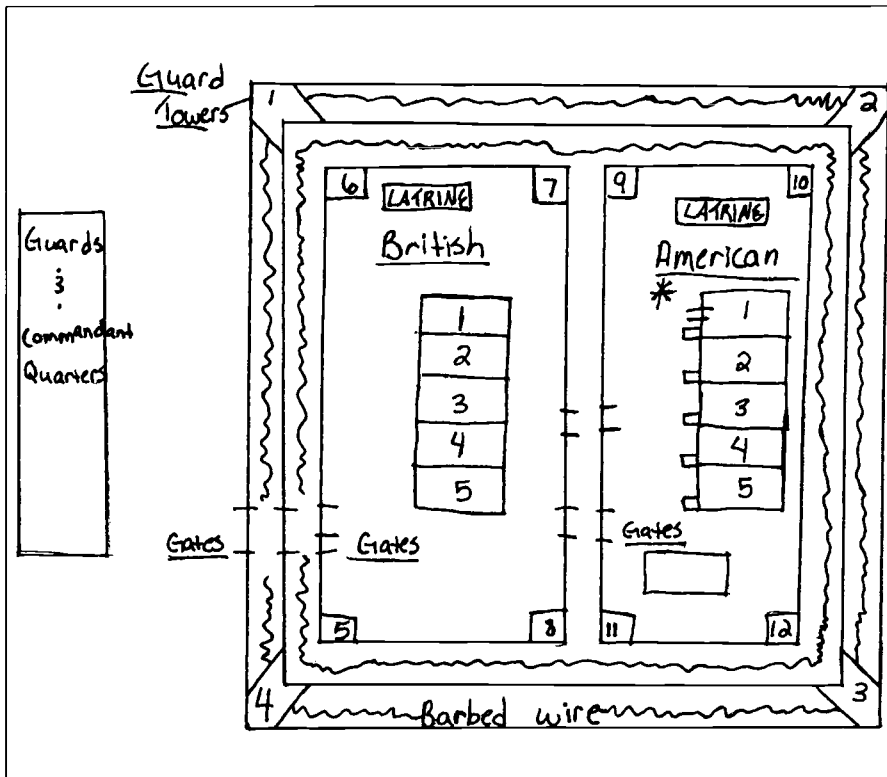 Guard
Towers
1
2
6
LATRINE
7
9
10
LATRINE
British
American
*
Guards
&
Commandant
Quarters
1
2
3
4
5
1
2
3
4
5
Gates
Gates
Gates
5
8
11
12
4
Barbed wire
3